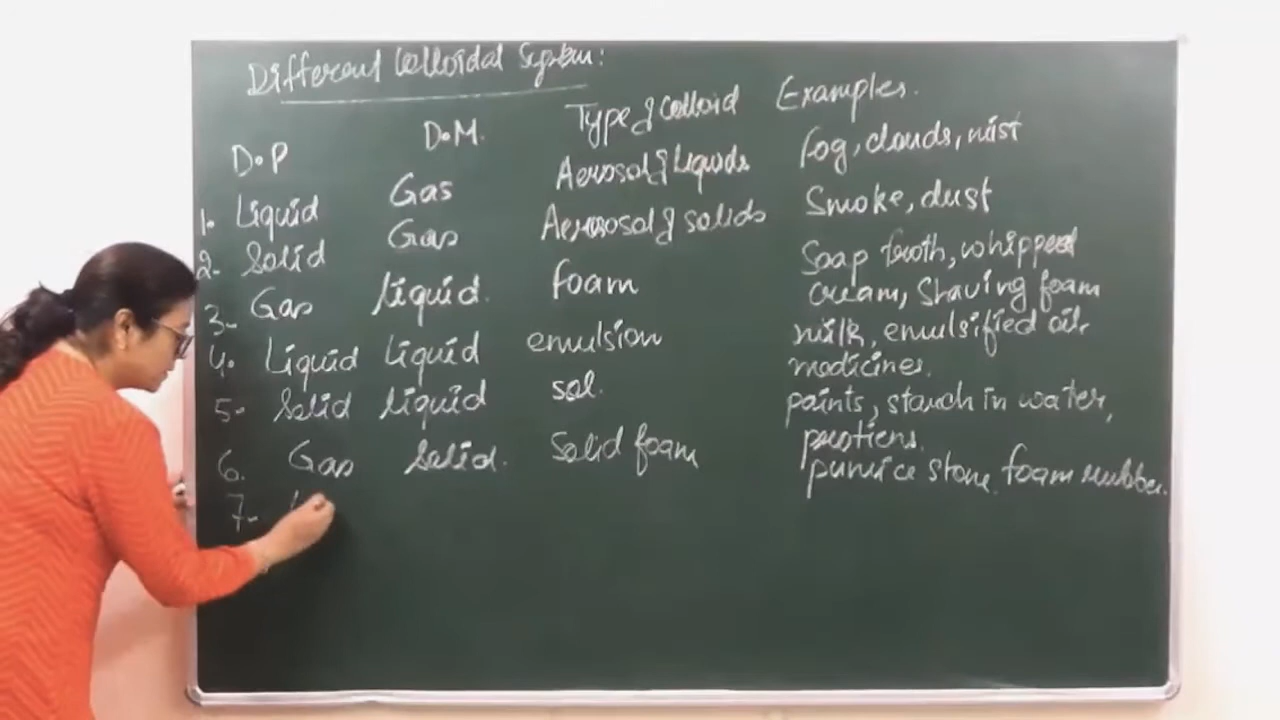 Different Colloidal System:
D.P D.M. Type of Colloid Examples.
1. Liquid Gas Aerosol of Liquids fog, clouds, mist
2. Solid Gas Aerosol of solids Smoke, dust
3- Gas liquid. foam Soap froth, whipped
cream, Shaving foam
4. Liquid Liquid emulsion milk, emulsified oil
medicines.
5- Solid liquid sol. paints, starch in water,
protiens.
6. Gas Solid. Solid foam pumice stone. foam rubber.
7-